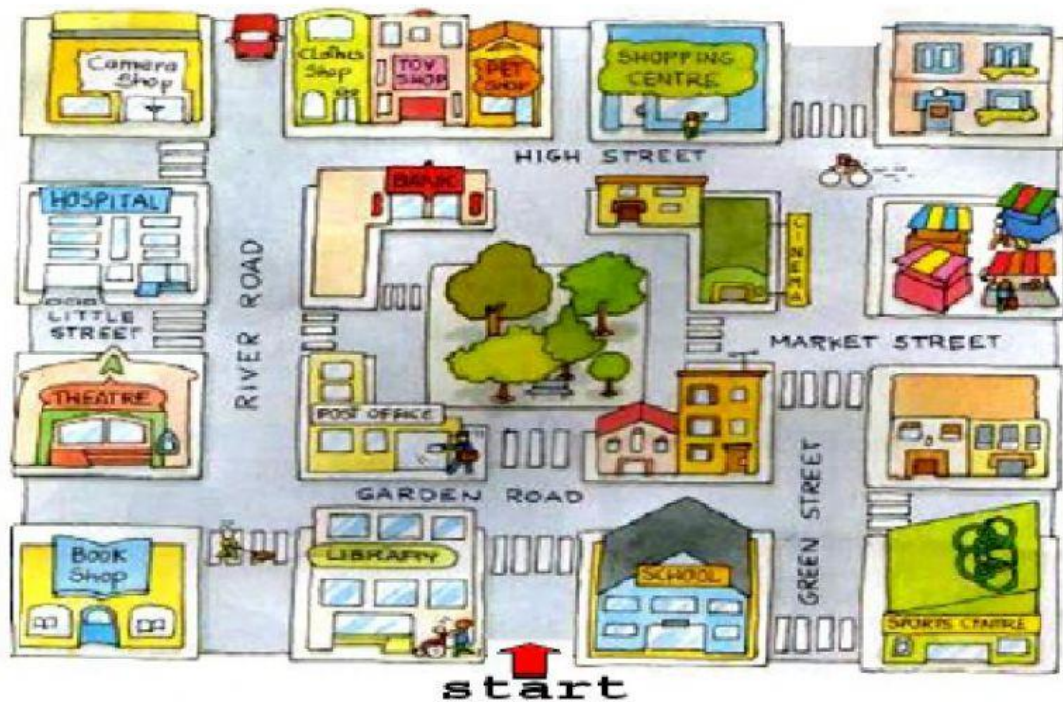 Camera
Shop
Clothes
Shop
TOY
SHOP
PET
SHOP
SHOPPING
CENTRE
HIGH STREET
HOSPITAL
BANK
CINEMA
RIVER ROAD
LITTLE
STREET
MARKET STREET
THEATRE
POST OFFICE
GARDEN ROAD
GREEN STREET
BOOK
Shop
LIBRARY
SCHOOL
SPORTS CENTRE
start